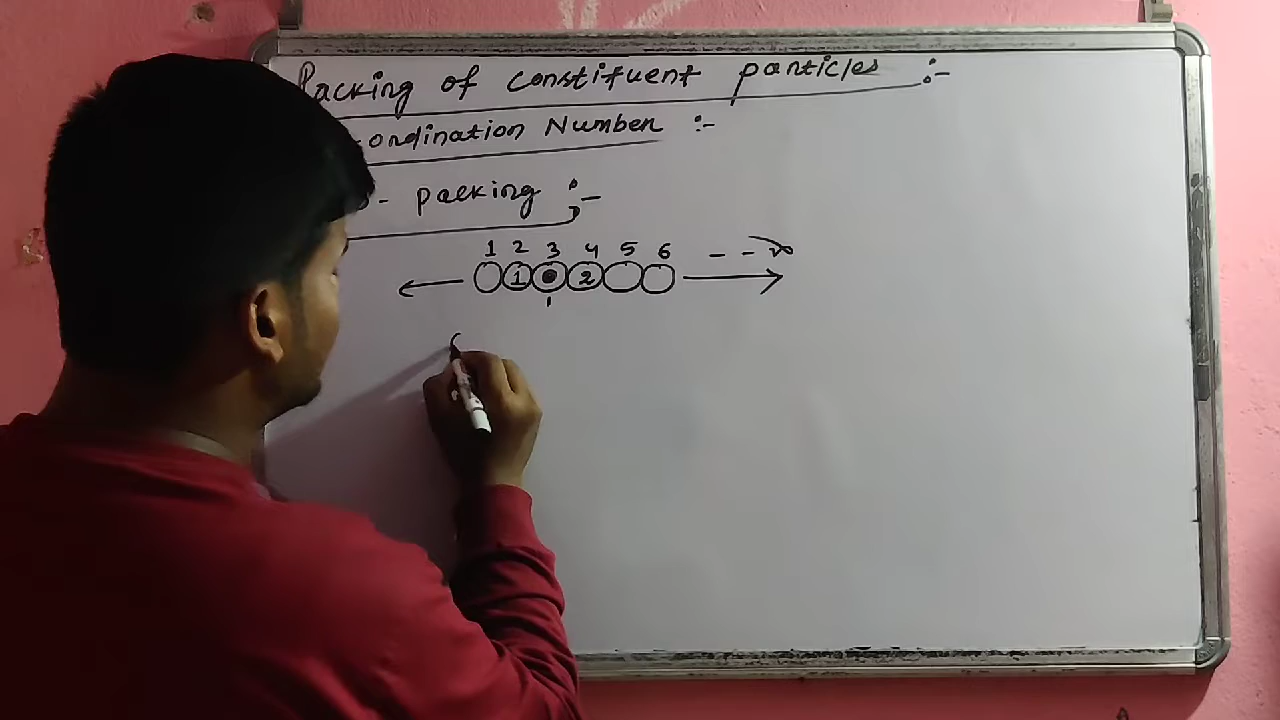 Packing of constituent particles :-
ordination Number :-
- packing :-
1 2 3 4 5 6 - - ∞
1 2